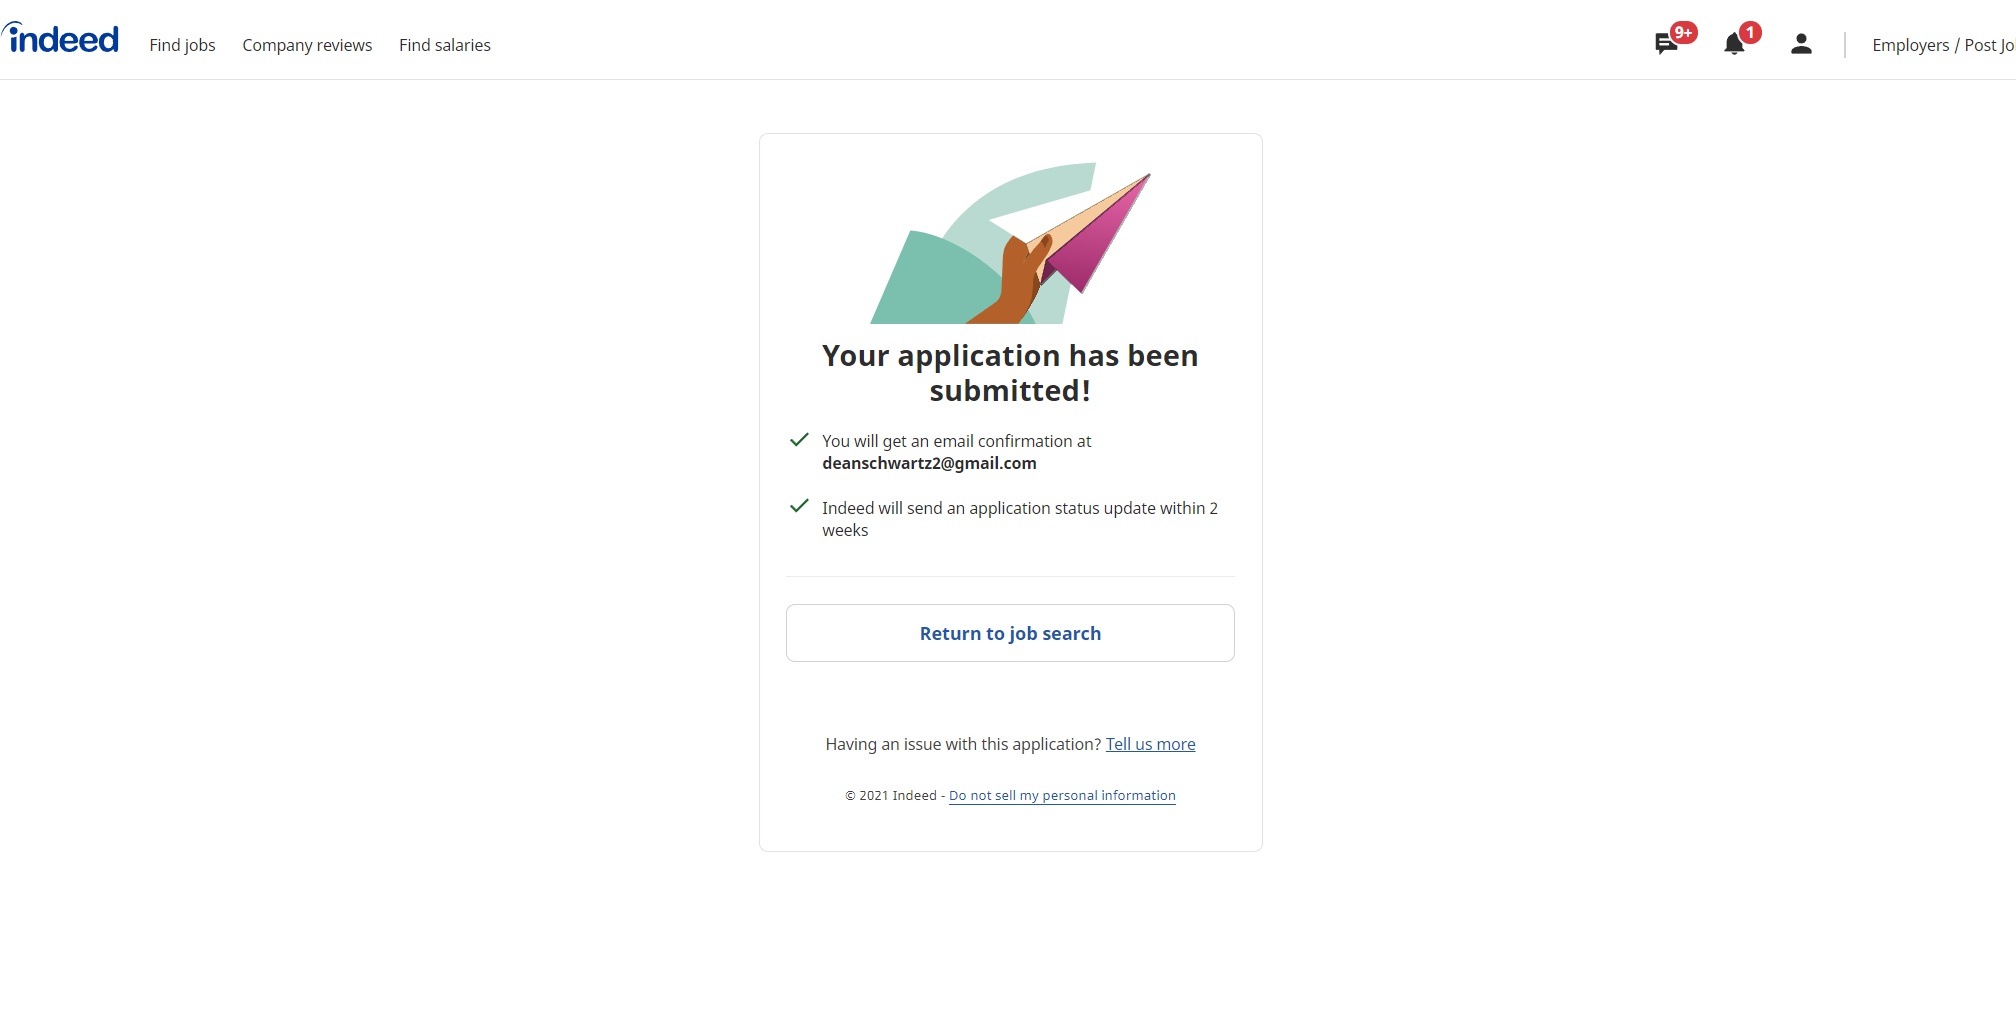 indeed
Find jobs
Company reviews
Find salaries
9+
1
Employers / Post Jo
Your application has been
submitted!
You will get an email confirmation at
deanschwartz2@gmail.com
Indeed will send an application status update within 2
weeks
Return to job search
Having an issue with this application? Tell us more
© 2021 Indeed - Do not sell my personal information